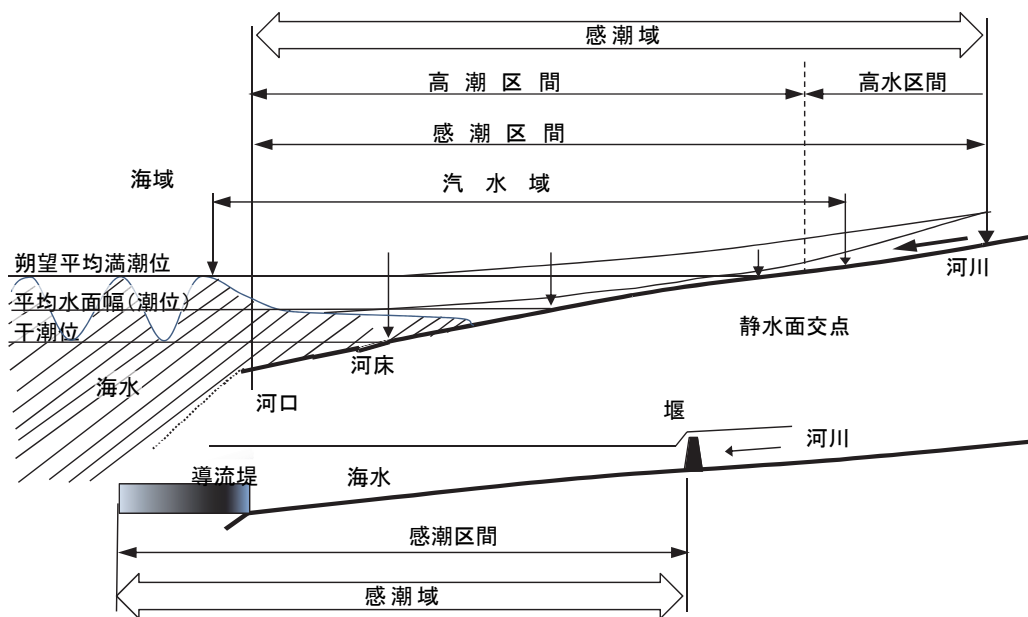 感潮域
高潮区間
高水区間
感潮区間
海域
汽水域
朔望平均満潮位
河川
平均水面幅(潮位)
干潮位
静水面交点
河床
海水
河口
堰
河川
導流堤
海水
感潮区間
感潮域